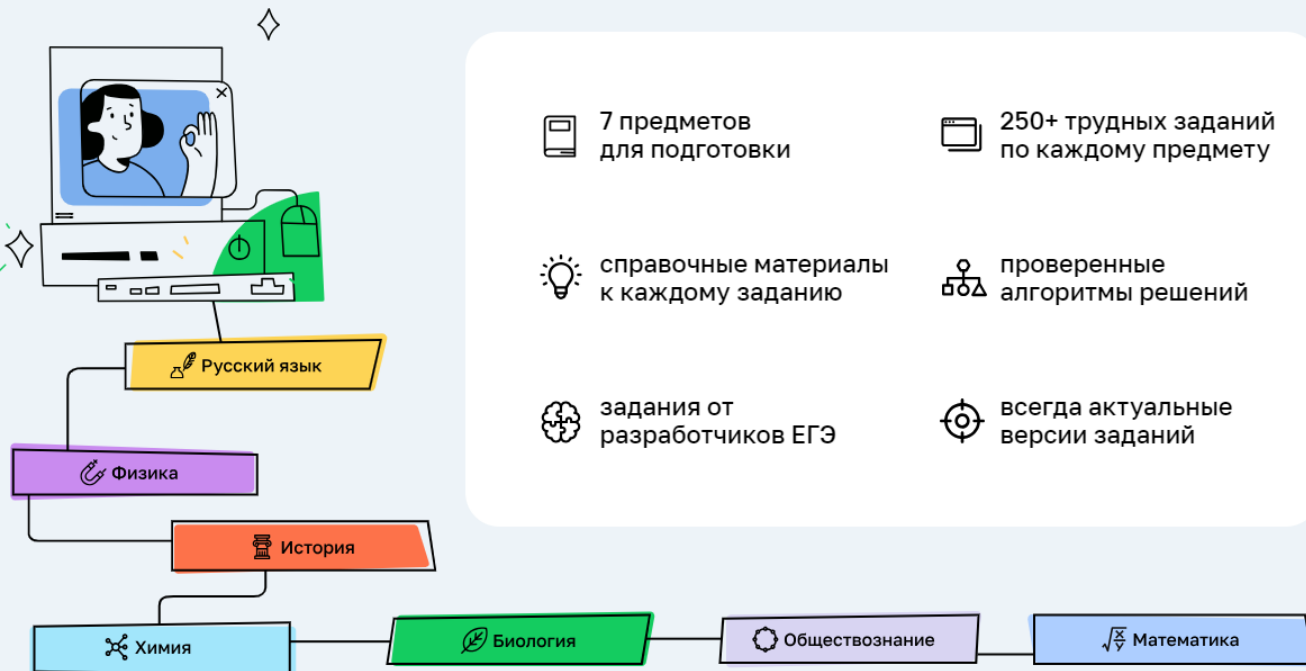 7 предметов
для подготовки
250+ трудных заданий
по каждому предмету
справочные материалы
к каждому заданию
проверенные
алгоритмы решений
задания от
разработчиков ЕГЭ
всегда актуальные
версии заданий
Русский язык
Физика
История
Химия
Биология
Обществознание
Математика